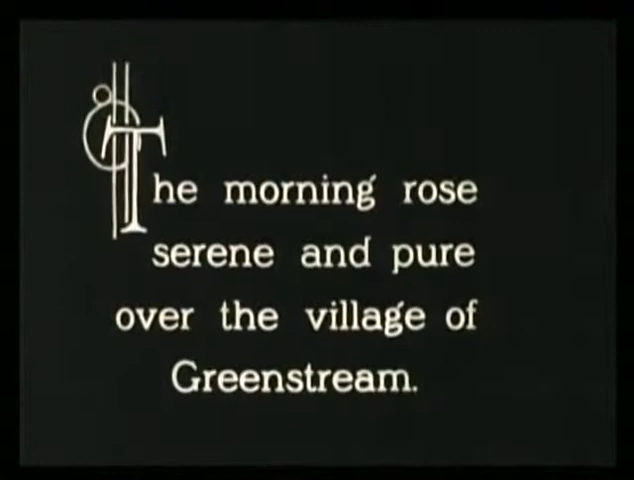 The morning rose
serene and pure
over the village of
Greenstream.